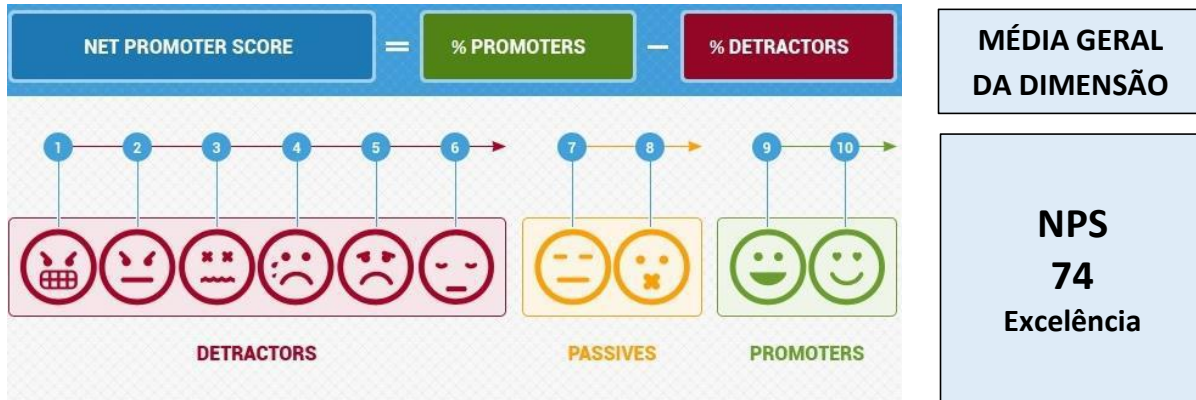 NET PROMOTER SCORE = % PROMOTERS − % DETRACTORS
1 2 3 4 5 6 7 8 9 10
DETRACTORS PASSIVES PROMOTERS
MÉDIA GERAL
DA DIMENSÃO
NPS
74
Excelência